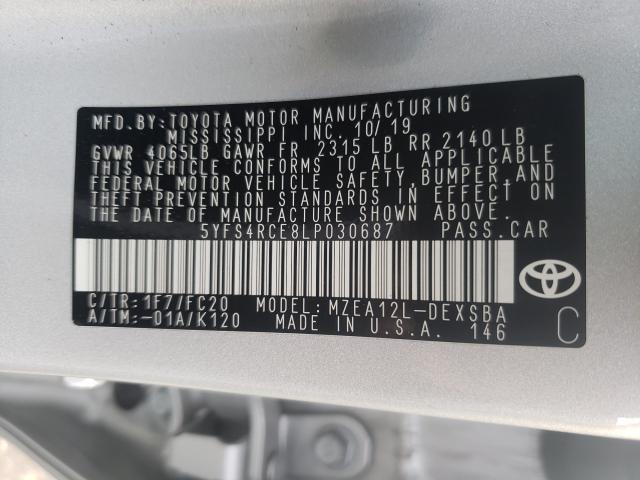 MFD. BY: TOYOTA MOTOR MANUFACTURING
MISSISSIPPI INC. 10/19
GVWR 4065LB GAWR FR 2315 LB RR 2140 LB
THIS VEHICLE CONFORMS TO ALL APPLICABLE
FEDERAL MOTOR VEHICLE SAFETY, BUMPER, AND
THEFT PREVENTION STANDARDS IN EFFECT ON
THE DATE OF MANUFACTURE SHOWN ABOVE.
5YFS4RCE8LP030687 PASS. CAR
C/TR: 1F7/FC20 MODEL: MZEA12L-DEXSBA
A/TM: -01A/K120 MADE IN U.S.A. 146
C